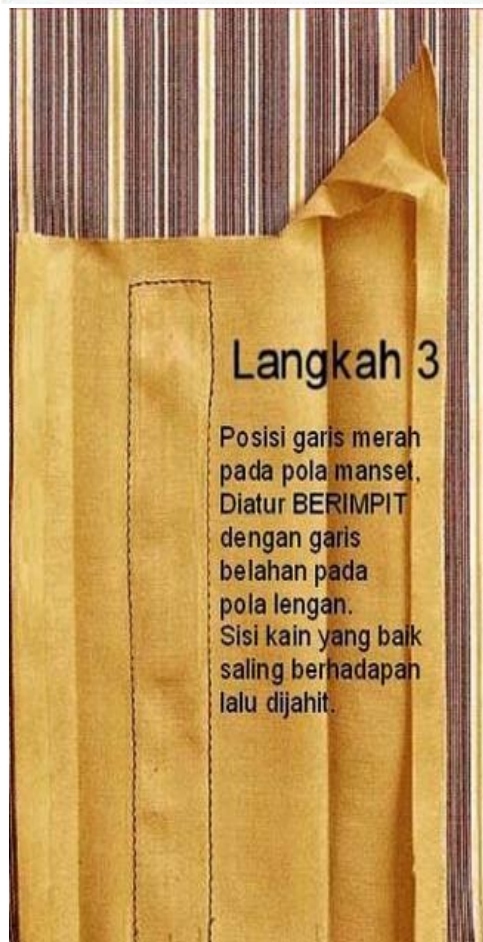 Langkah 3
Posisi garis merah
pada pola manset,
Diatur BERIMPIT
dengan garis
belahan pada
pola lengan.
Sisi kain yang baik
saling berhadapan
lalu dijahit.